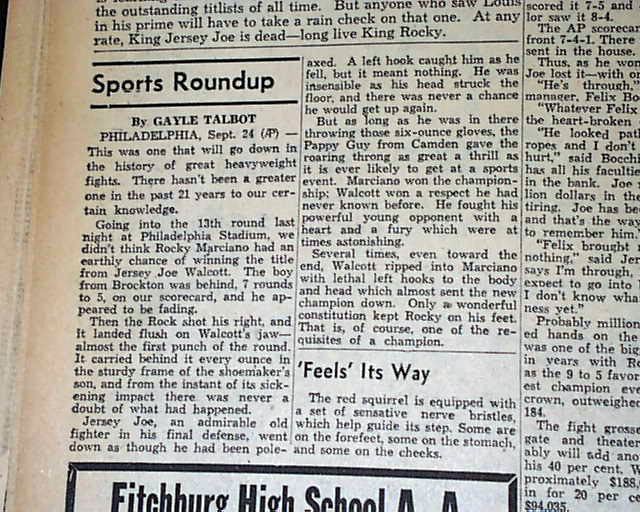 the outstanding titlists of all time. But anyone who saw Louis
in his prime will have to take a rain check on that one. At any
rate, King Jersey Joe is dead—long live King Rocky.
Sports Roundup
By GAYLE TALBOT
PHILADELPHIA, Sept. 24 (AP) —
This was one that will go down in
the history of great heavyweight
fights. There hasn't been a greater
one in the past 21 years to our cer-
tain knowledge.
Going into the 13th round last
night at Philadelphia Stadium, we
didn't think Rocky Marciano had an
earthly chance of winning the title
from Jersey Joe Walcott. The boy
from Brockton was behind, 7 rounds
to 5, on our scorecard, and he ap-
peared to be fading.
Then the Rock shot his right, and
it landed flush on Walcott's jaw—
almost the first punch of the round.
It carried behind it every ounce in
the sturdy frame of the shoemaker's
son, and from the instant of its sick-
ening impact there was never a
doubt of what had happened.
Jersey Joe, an admirable old
fighter in his final defense, went
down as though he had been pole-
axed. A left hook caught him as he
fell, but it meant nothing. He was
insensible as his head struck the
floor, and there was never a chance
he would get up again.
But as long as he was in there
throwing those six-ounce gloves, the
Pappy Guy from Camden gave the
roaring throng as great a thrill as
it is ever likely to get at a sports
event. Marciano won the champion-
ship; Walcott won a respect he had
never known before. He fought his
powerful young opponent with a
heart and a fury which were at
times astonishing.
Several times, even toward the
end, Walcott ripped into Marciano
with lethal left hooks to the body
and head which almost sent the new
champion down. Only a wonderful
constitution kept Rocky on his feet.
That is, of course, one of the re-
quisites of a champion.
'Feels' Its Way
The red squirrel is equipped with
a set of sensative nerve bristles,
which help guide its step. Some are
on the forefeet, some on the stomach,
and some on the cheeks.
scored it 7-5 and
lor saw it 8-4.
The AP scorecar
front 7-4-1. There
sent in the house.
Thus, as he won
Joe lost it—with o
"He's through,"
manager, Felix Bo
"Whatever Felix
the heart-broken
"He looked pat
ropes and I don't
hurt," said Bocch
has all his facultie
in the bank. Joe
lion dollars in the
tiring. Joe has be
and that's the way
to remember him."
"Felix brought
nothing," said Jer
says I'm through,
expect to go into
I don't know wha
ness yet."
Probably million
ed hands on the
was one of the big
in years with Ro
as the 9 to 5 favor
est champion eve
crown, outweighed
184.
The fight grosse
gate and theater
ably will add ano
his 40 per cent. W
proximately $188,
in for 20 per ce
$94,035.
Fitchburg High School A. A.